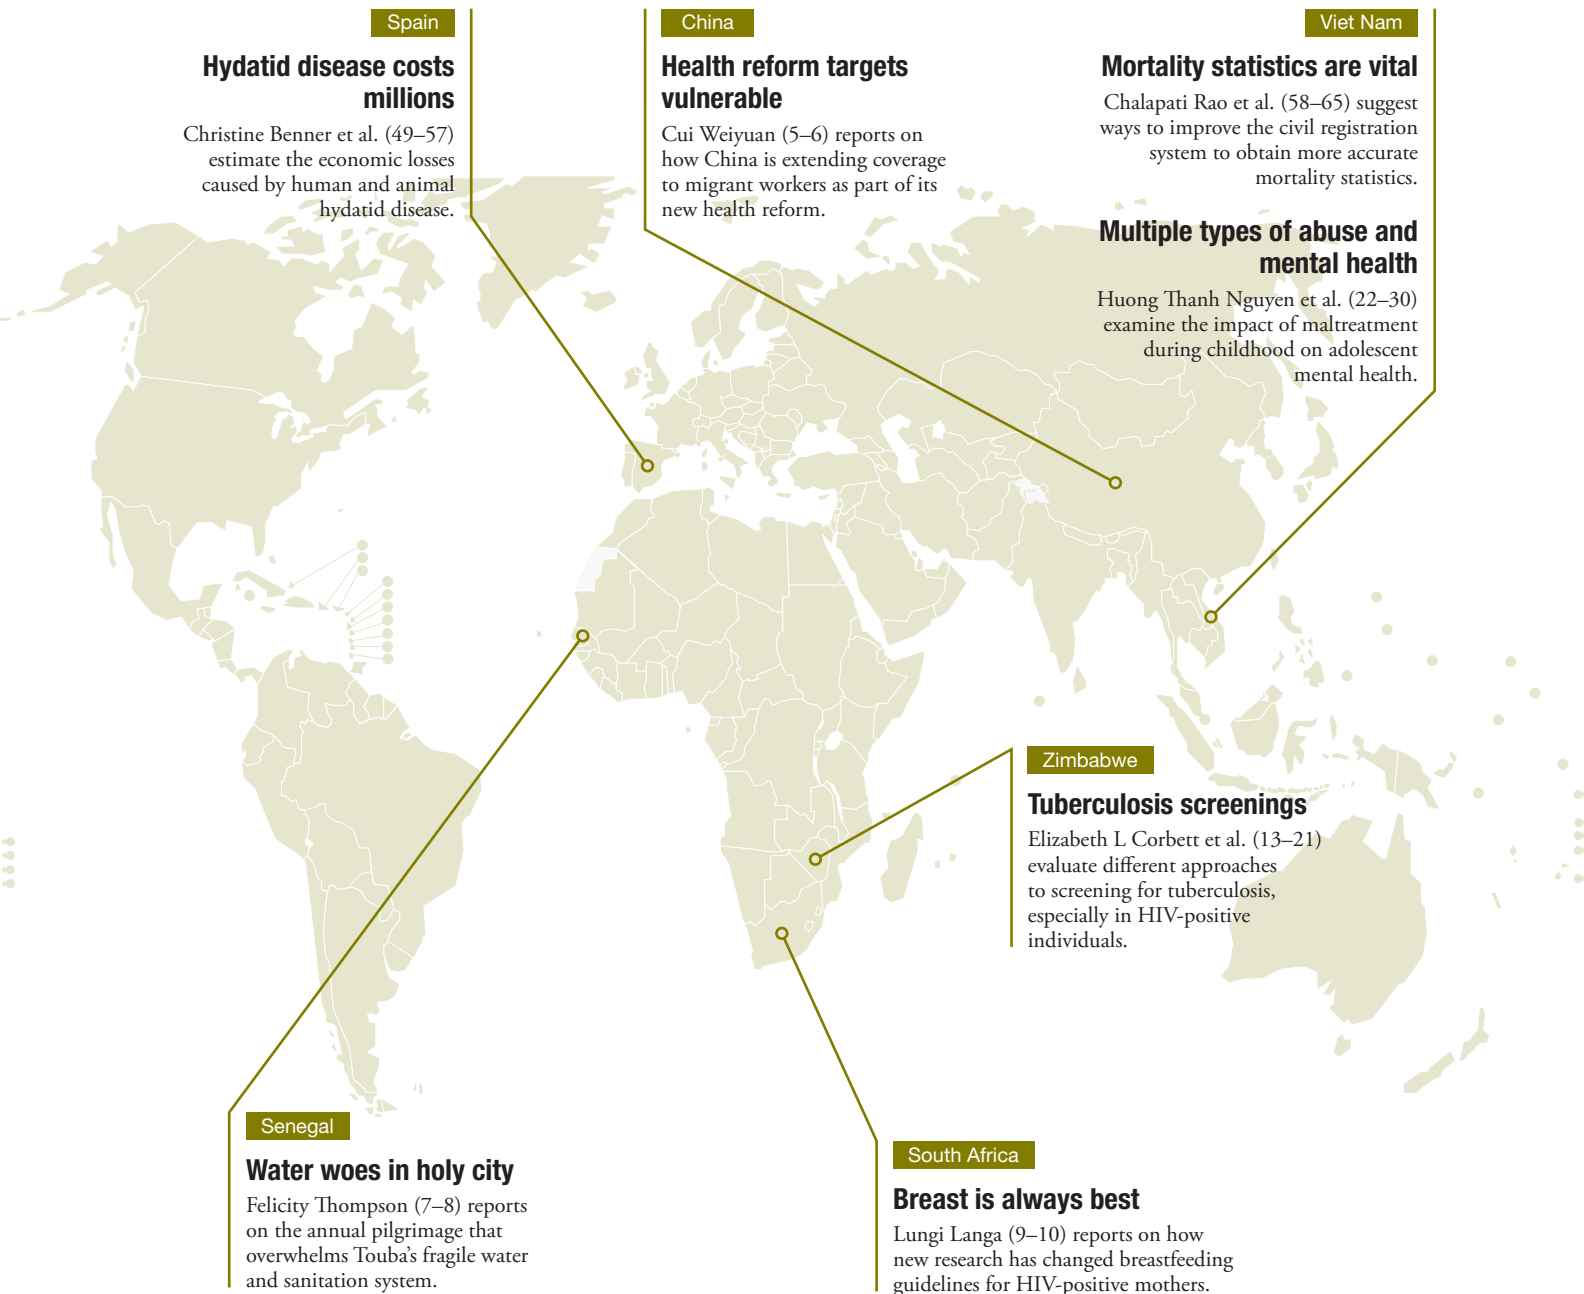 Spain
Hydatid disease costs
millions
Christine Benner et al. (49–57)
estimate the economic losses
caused by human and animal
hydatid disease.
China
Health reform targets
vulnerable
Cui Weiyuan (5–6) reports on
how China is extending coverage
to migrant workers as part of its
new health reform.
Viet Nam
Mortality statistics are vital
Chalapati Rao et al. (58–65) suggest
ways to improve the civil registration
system to obtain more accurate
mortality statistics.
Multiple types of abuse and
mental health
Huong Thanh Nguyen et al. (22–30)
examine the impact of maltreatment
during childhood on adolescent
mental health.
Zimbabwe
Tuberculosis screenings
Elizabeth L Corbett et al. (13–21)
evaluate different approaches
to screening for tuberculosis,
especially in HIV-positive
individuals.
Senegal
Water woes in holy city
Felicity Thompson (7–8) reports
on the annual pilgrimage that
overwhelms Touba’s fragile water
and sanitation system.
South Africa
Breast is always best
Lungi Langa (9–10) reports on how
new research has changed breastfeeding
guidelines for HIV-positive mothers.